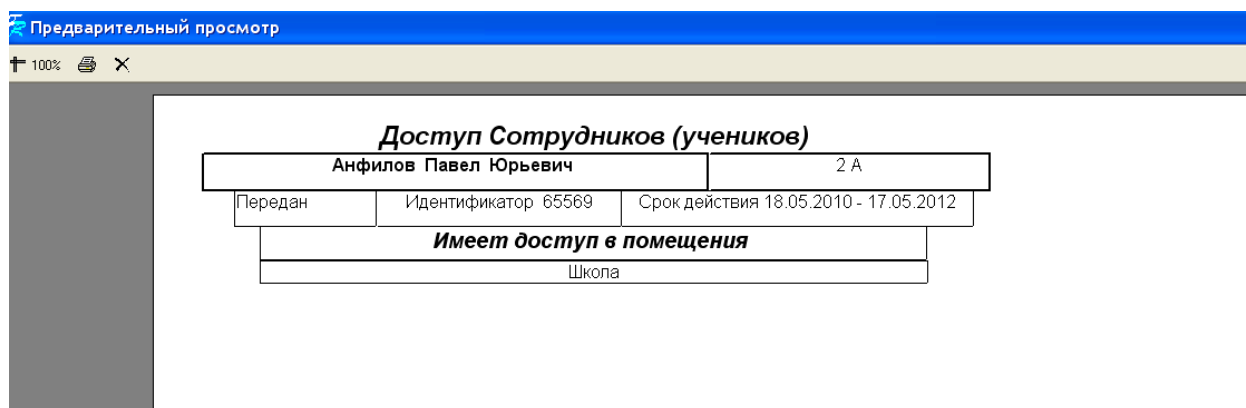 Предварительный просмотр
100%
Доступ Сотрудников (учеников)
Анфилов Павел Юрьевич 2 А
Передан Идентификатор 65569 Срок действия 18.05.2010 - 17.05.2012
Имеет доступ в помещения
Школа